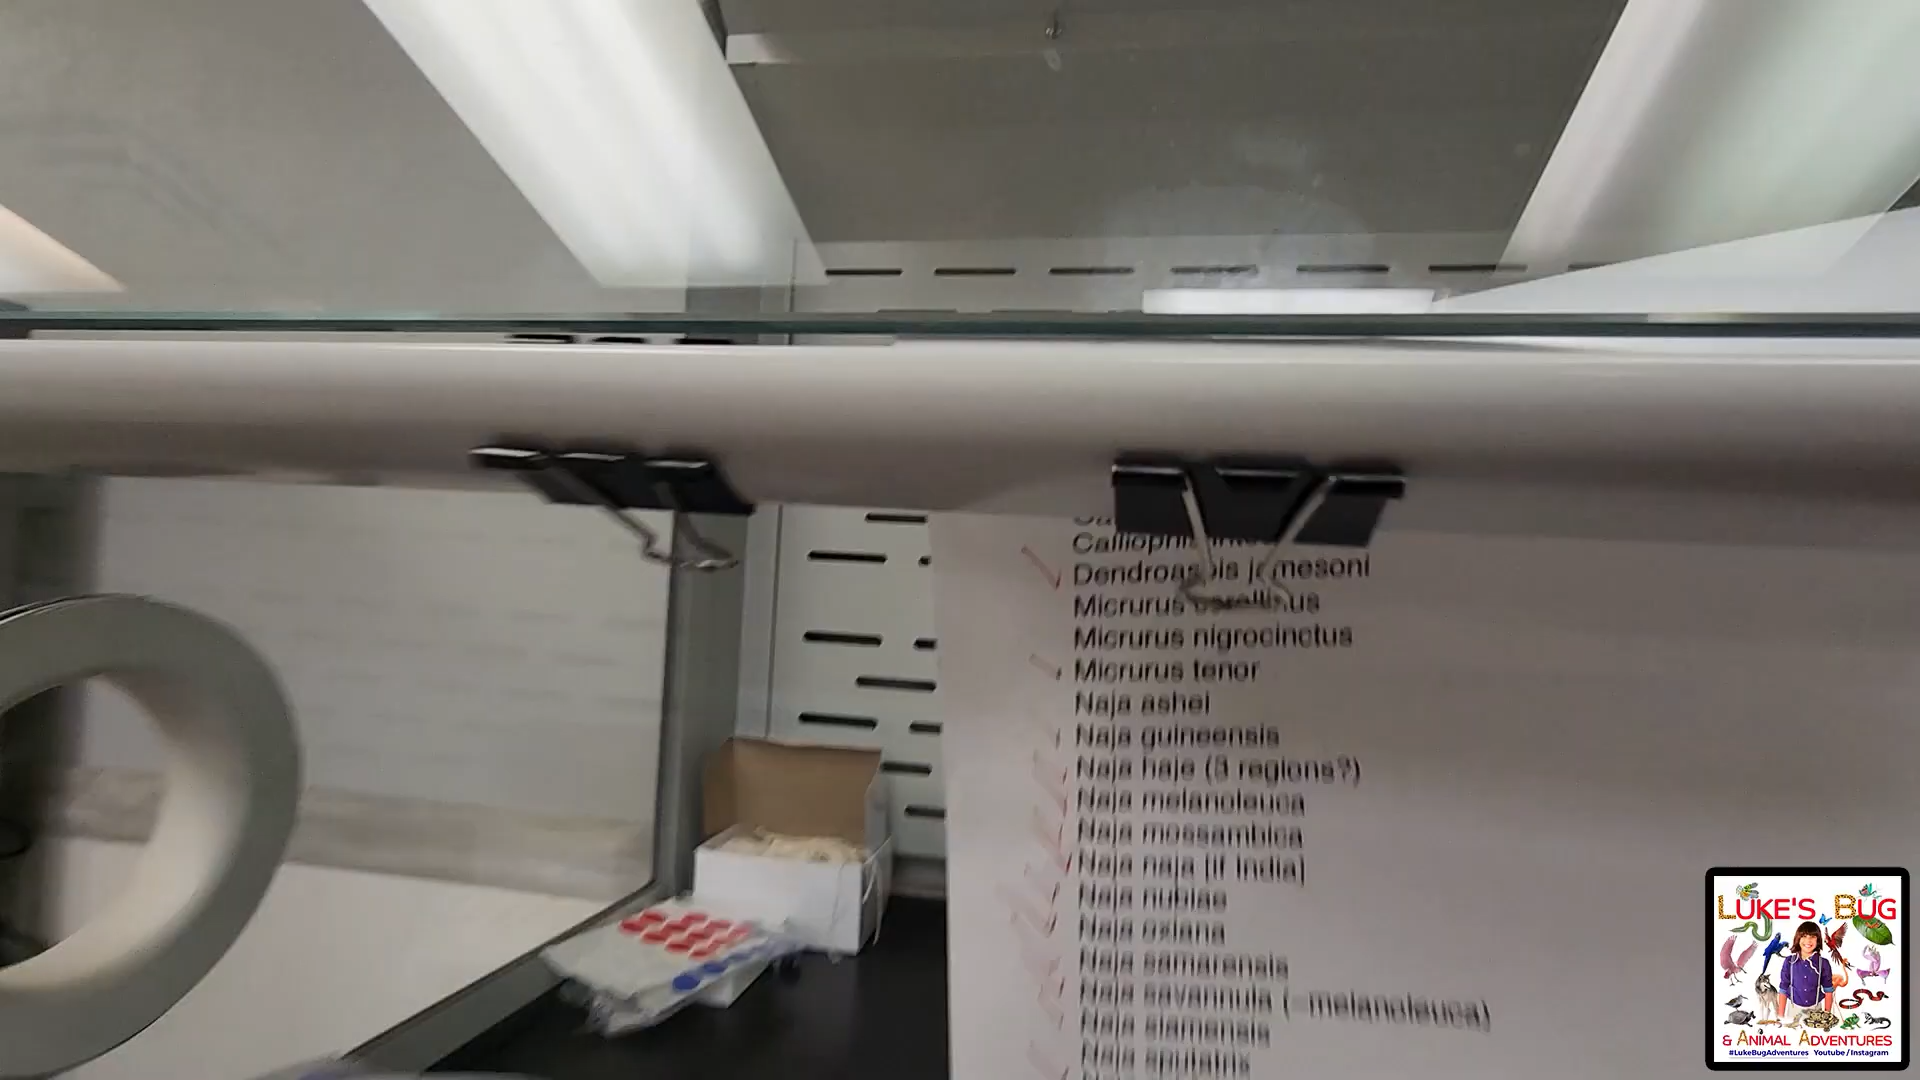 Dendroaspis jamesoni
Micrurus corallinus
Micrurus nigrocinctus
Micrurus tener
Naja ashei
Naja guineensis
Naja haje (3 regions?)
Naja melanoleuca
Naja mossambica
Naja naja [if India]
Naja nubiae
Naja oxiana
Naja samarensis
Naja savannula (=melanoleuca)
Naja siamensis
Naja sputatrix
LUKE'S BUG
& ANIMAL ADVENTURES
#LukeBugAdventures Youtube / Instagram